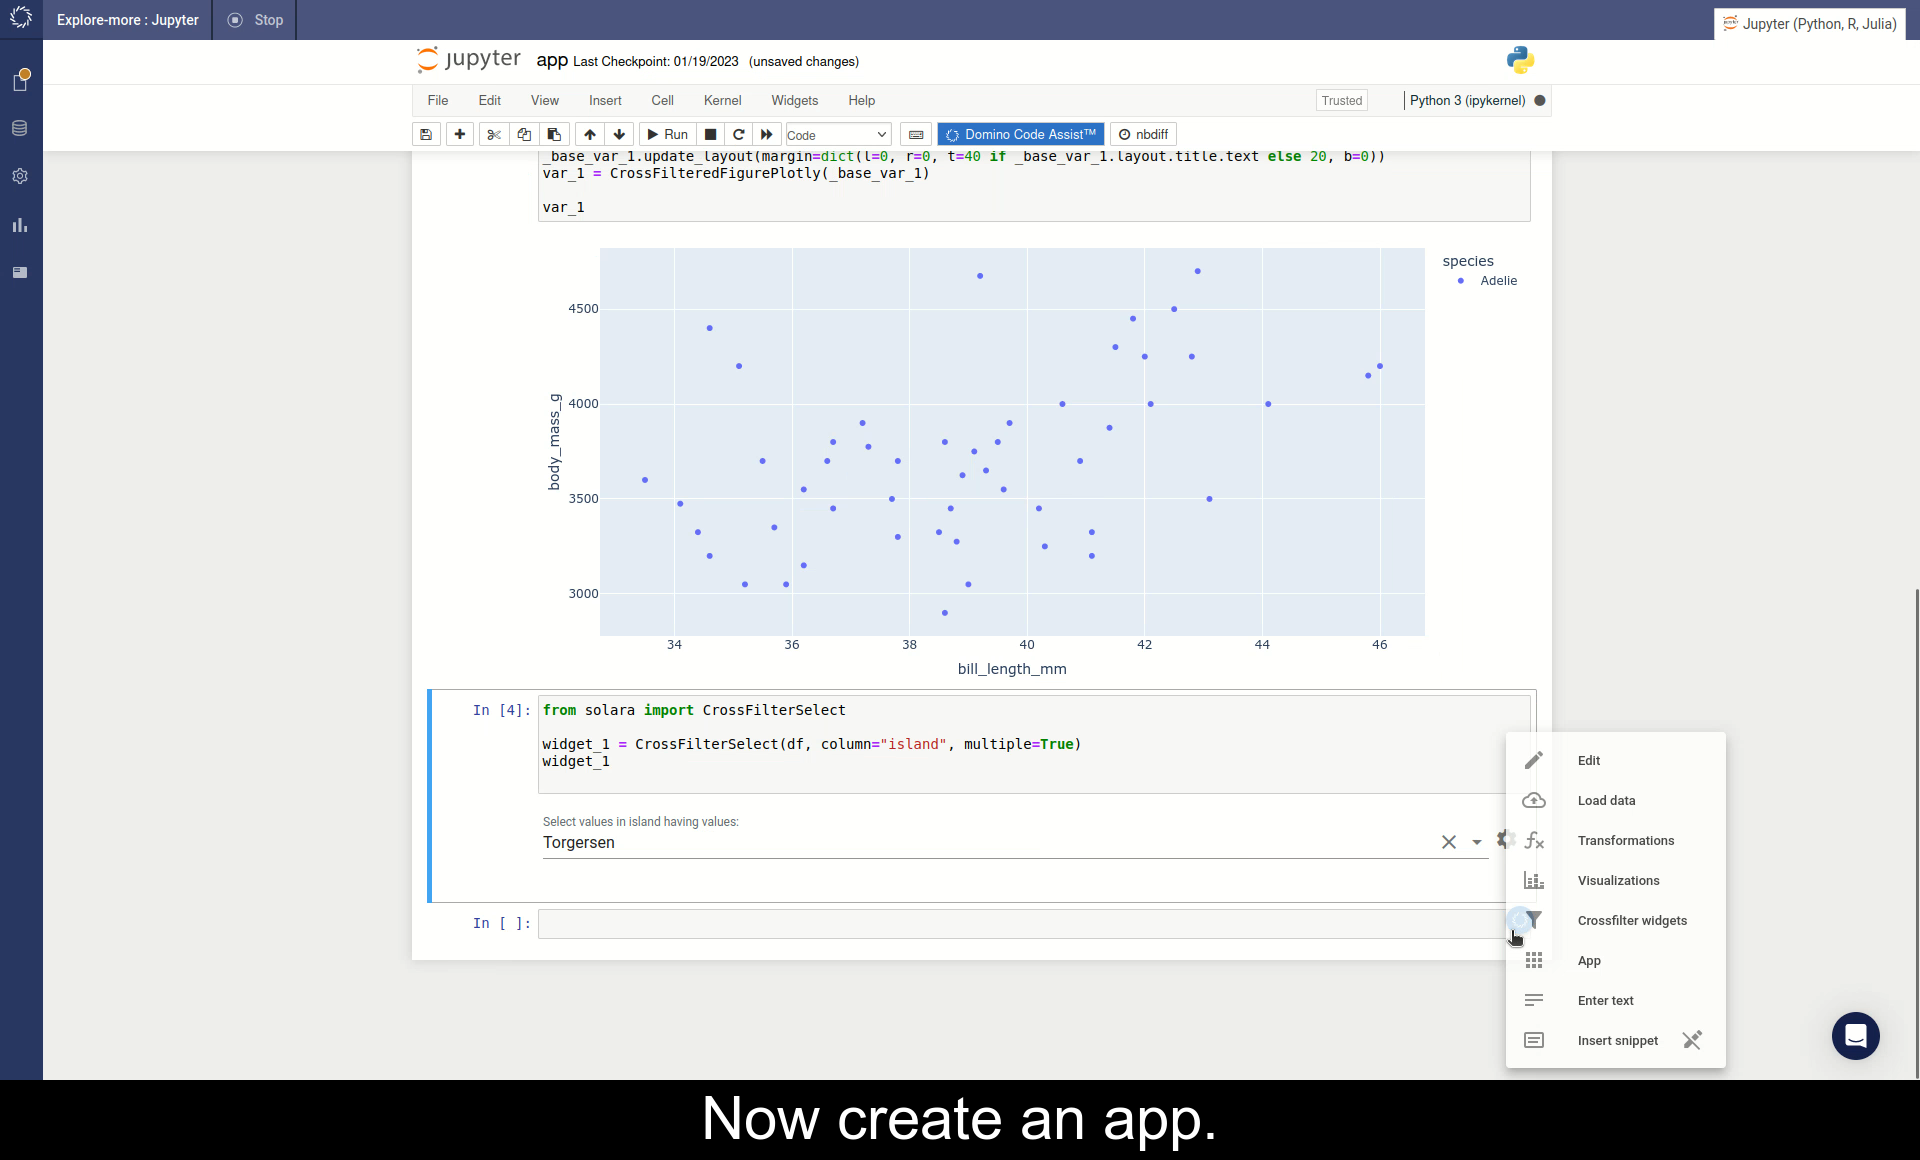 Explore-more : Jupyter
Stop
Jupyter (Python, R, Julia)
jupyter app Last Checkpoint: 01/19/2023 (unsaved changes)
File Edit View Insert Cell Kernel Widgets Help Trusted Python 3 (ipykernel)
Run Code Domino Code Assist™ nbdiff
_base_var_1.update_layout(margin=dict(l=0, r=0, t=40 if _base_var_1.layout.title.text else 20, b=0))
var_1 = CrossFilteredFigurePlotly(_base_var_1)
var_1
species
Adelie
4500
4000
3500
3000
body_mass_g
34 36 38 40 42 44 46
bill_length_mm
In [4]:
from solara import CrossFilterSelect
widget_1 = CrossFilterSelect(df, column="island", multiple=True)
widget_1
Select values in island having values:
Torgersen
In [ ]:
Edit
Load data
Transformations
Visualizations
Crossfilter widgets
App
Enter text
Insert snippet
Now create an app.